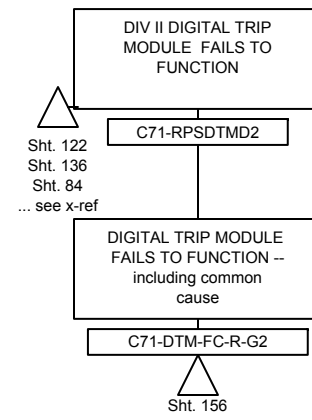 DIV II DIGITAL TRIP
MODULE FAILS TO
FUNCTION
C71-RPSDTMD2
Sht. 122
Sht. 136
Sht. 84
... see x-ref
DIGITAL TRIP MODULE
FAILS TO FUNCTION --
including common
cause
C71-DTM-FC-R-G2
Sht. 156